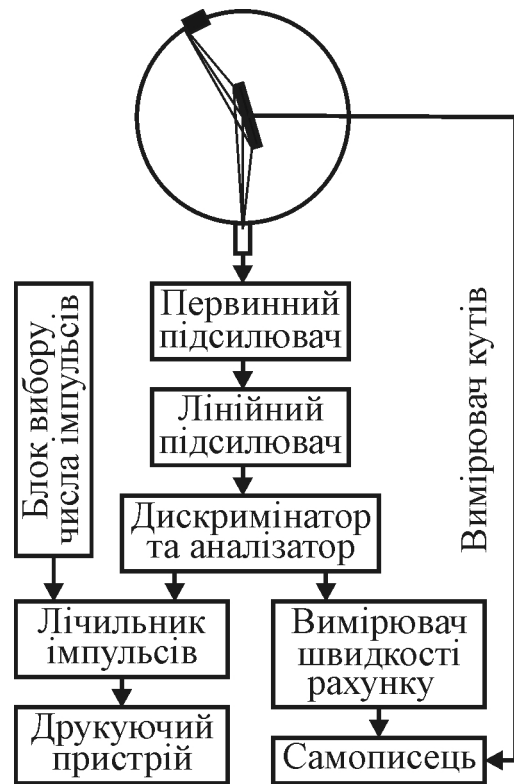 Первинний
підсилювач
Лінійний
підсилювач
Дискримінатор
та аналізатор
Блок вибору
числа імпульсів
Лічильник
імпульсів
Друкуючий
пристрій
Вимірювач
швидкості
рахунку
Самописець
Вимірювач кутів